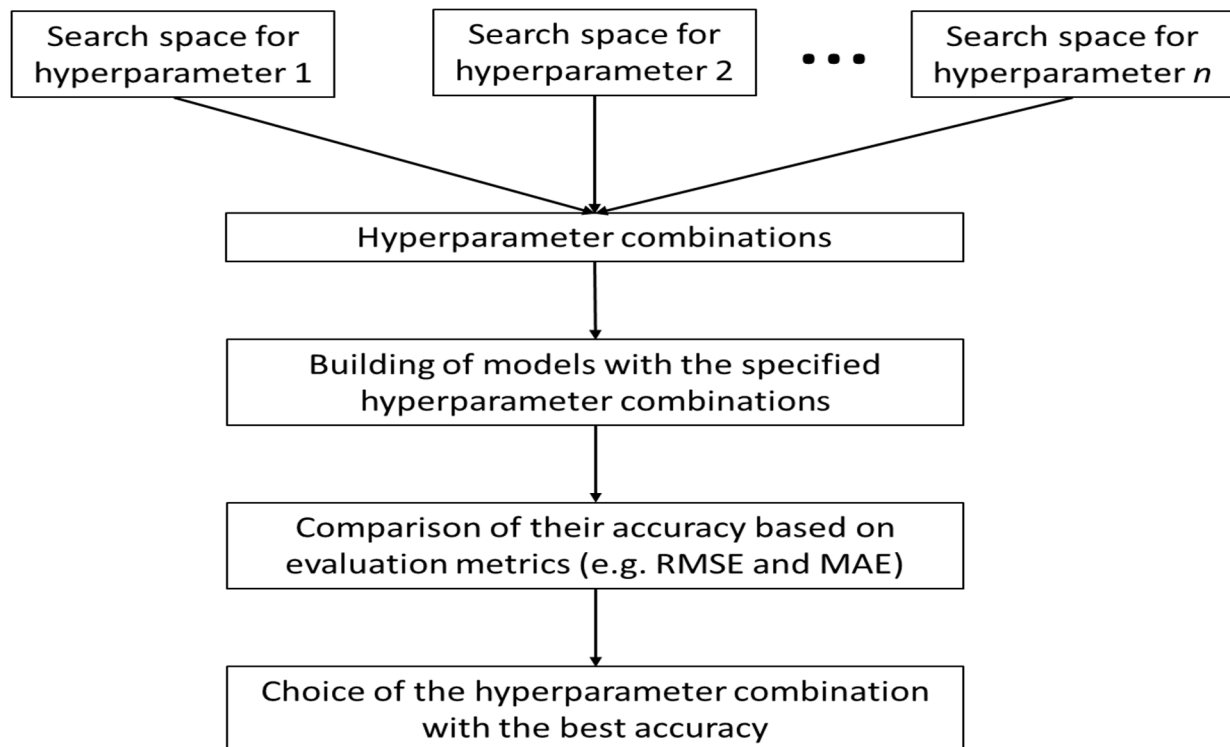 Search space for
hyperparameter 1
Search space for
hyperparameter 2
...
Search space for
hyperparameter n
Hyperparameter combinations
Building of models with the specified
hyperparameter combinations
Comparison of their accuracy based on
evaluation metrics (e.g. RMSE and MAE)
Choice of the hyperparameter combination
with the best accuracy